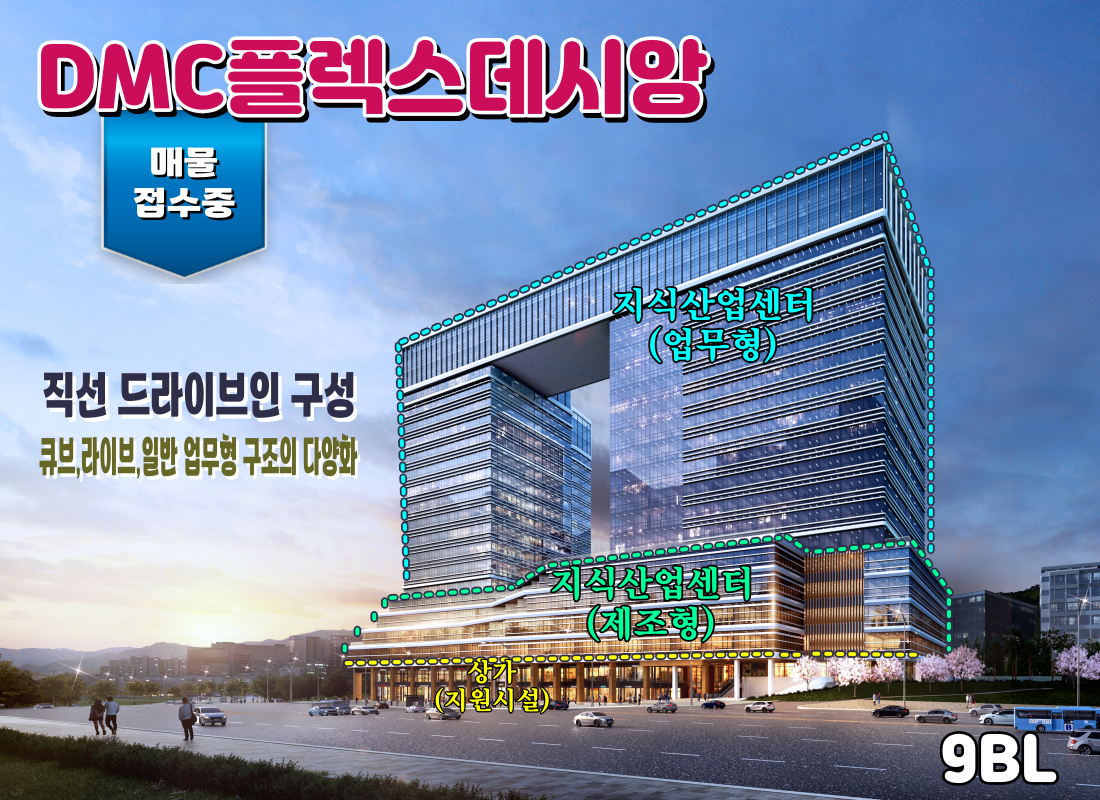 DMC플렉스데시앙
매물
접수중
지식산업센터
(업무형)
직선 드라이브인 구성
큐브,라이브,일반 업무형 구조의 다양화
지식산업센터
(제조형)
상가
(지원시설)
9BL